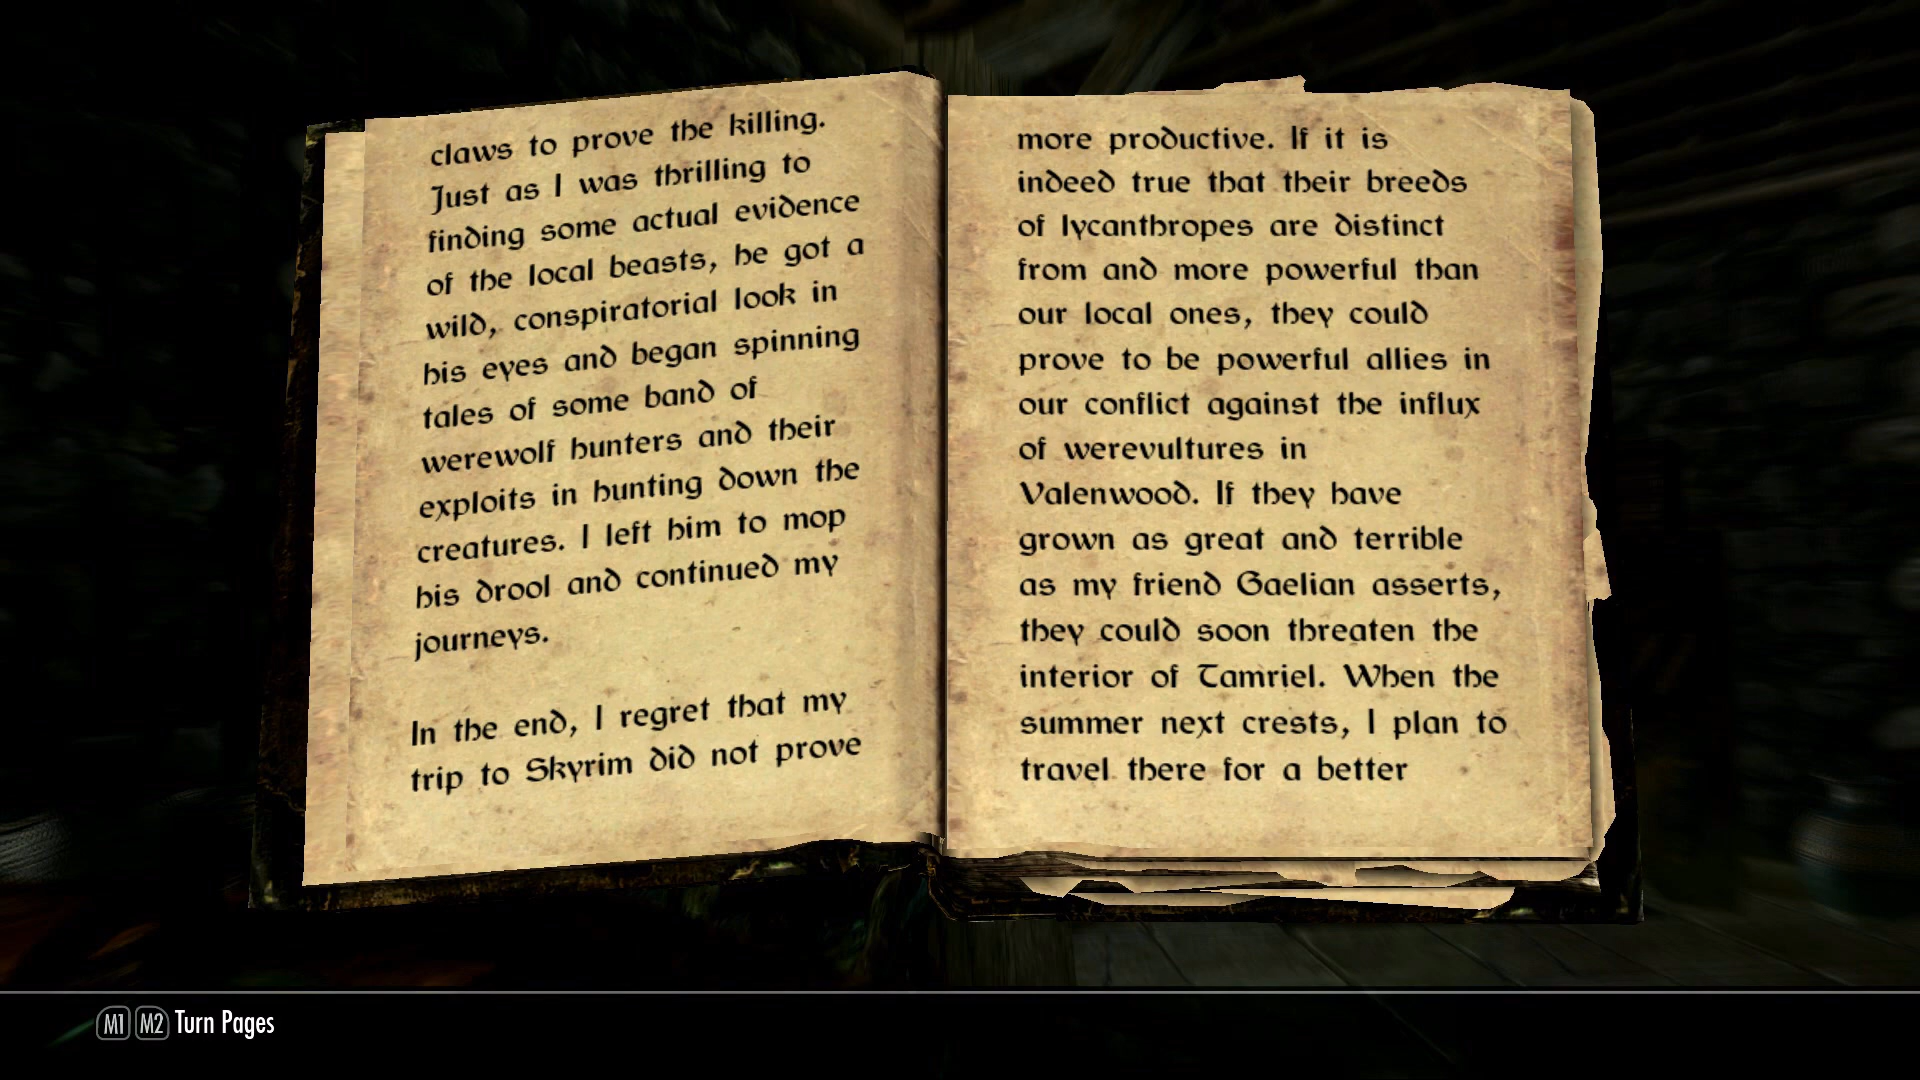 claws to prove the killing.
Just as I was thrilling to
finding some actual evidence
of the local beasts, he got a
wild, conspiratorial look in
his eyes and began spinning
tales of some band of
werewolf hunters and their
exploits in hunting down the
creatures. I left him to mop
his drool and continued my
journeys.
In the end, I regret that my
trip to Skyrim did not prove
more productive. If it is
indeed true that their breeds
of lycanthropes are distinct
from and more powerful than
our local ones, they could
prove to be powerful allies in
our conflict against the influx
of werevultures in
Valenwood. If they have
grown as great and terrible
as my friend Gaelian asserts,
they could soon threaten the
interior of Tamriel. When the
summer next crests, I plan to
travel there for a better
M1 M2 Turn Pages